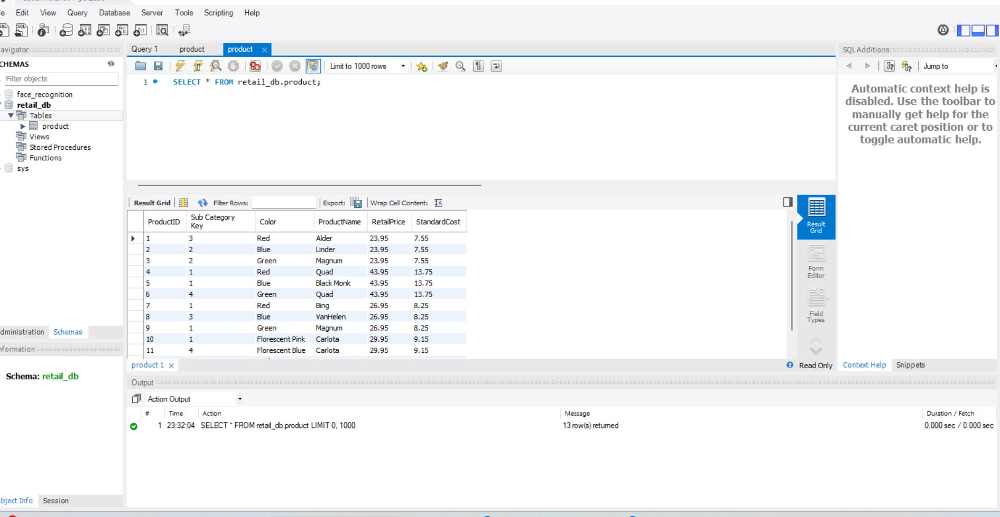 Edit View Query Database Server Tools Scripting Help
Query 1 product product
SQLAdditions
SELECT * FROM retail_db.product;
Limit to 1000 rows
1
Jump to
Automatic context help is
disabled. Use the toolbar to
manually get help for the
current caret position or to
toggle automatic help.
avigator
CHEMAS
Filter objects
face_recognition
retail_db
Tables
product
Views
Stored Procedures
Functions
sys
dministration Schemas
nformation
Schema: retail_db
bject Info Session
Result Grid Filter Rows: Export: Wrap Cell Content:
ProductID Sub Category Key Color ProductName RetailPrice StandardCost
1 3 Red Alder 23.95 7.55
2 2 Blue Linder 23.95 7.55
3 2 Green Magnum 23.95 7.55
4 1 Red Quad 43.95 13.75
5 1 Blue Black Monk 43.95 13.75
6 4 Green Quad 43.95 13.75
7 1 Red Bing 26.95 8.25
8 3 Blue VanHelen 26.95 8.25
9 1 Green Magnum 26.95 8.25
10 1 Florescent Pink Carlota 29.95 9.15
11 4 Florescent Blue Carlota 29.95 9.15
Result
Grid
Form
Editor
Field
Types
product 1 Read Only
Context Help Snippets
Output
Action Output
# Time Action Message Duration / Fetch
1 23:32:04 SELECT * FROM retail_db.product LIMIT 0, 1000 13 row(s) returned 0.000 sec / 0.000 sec